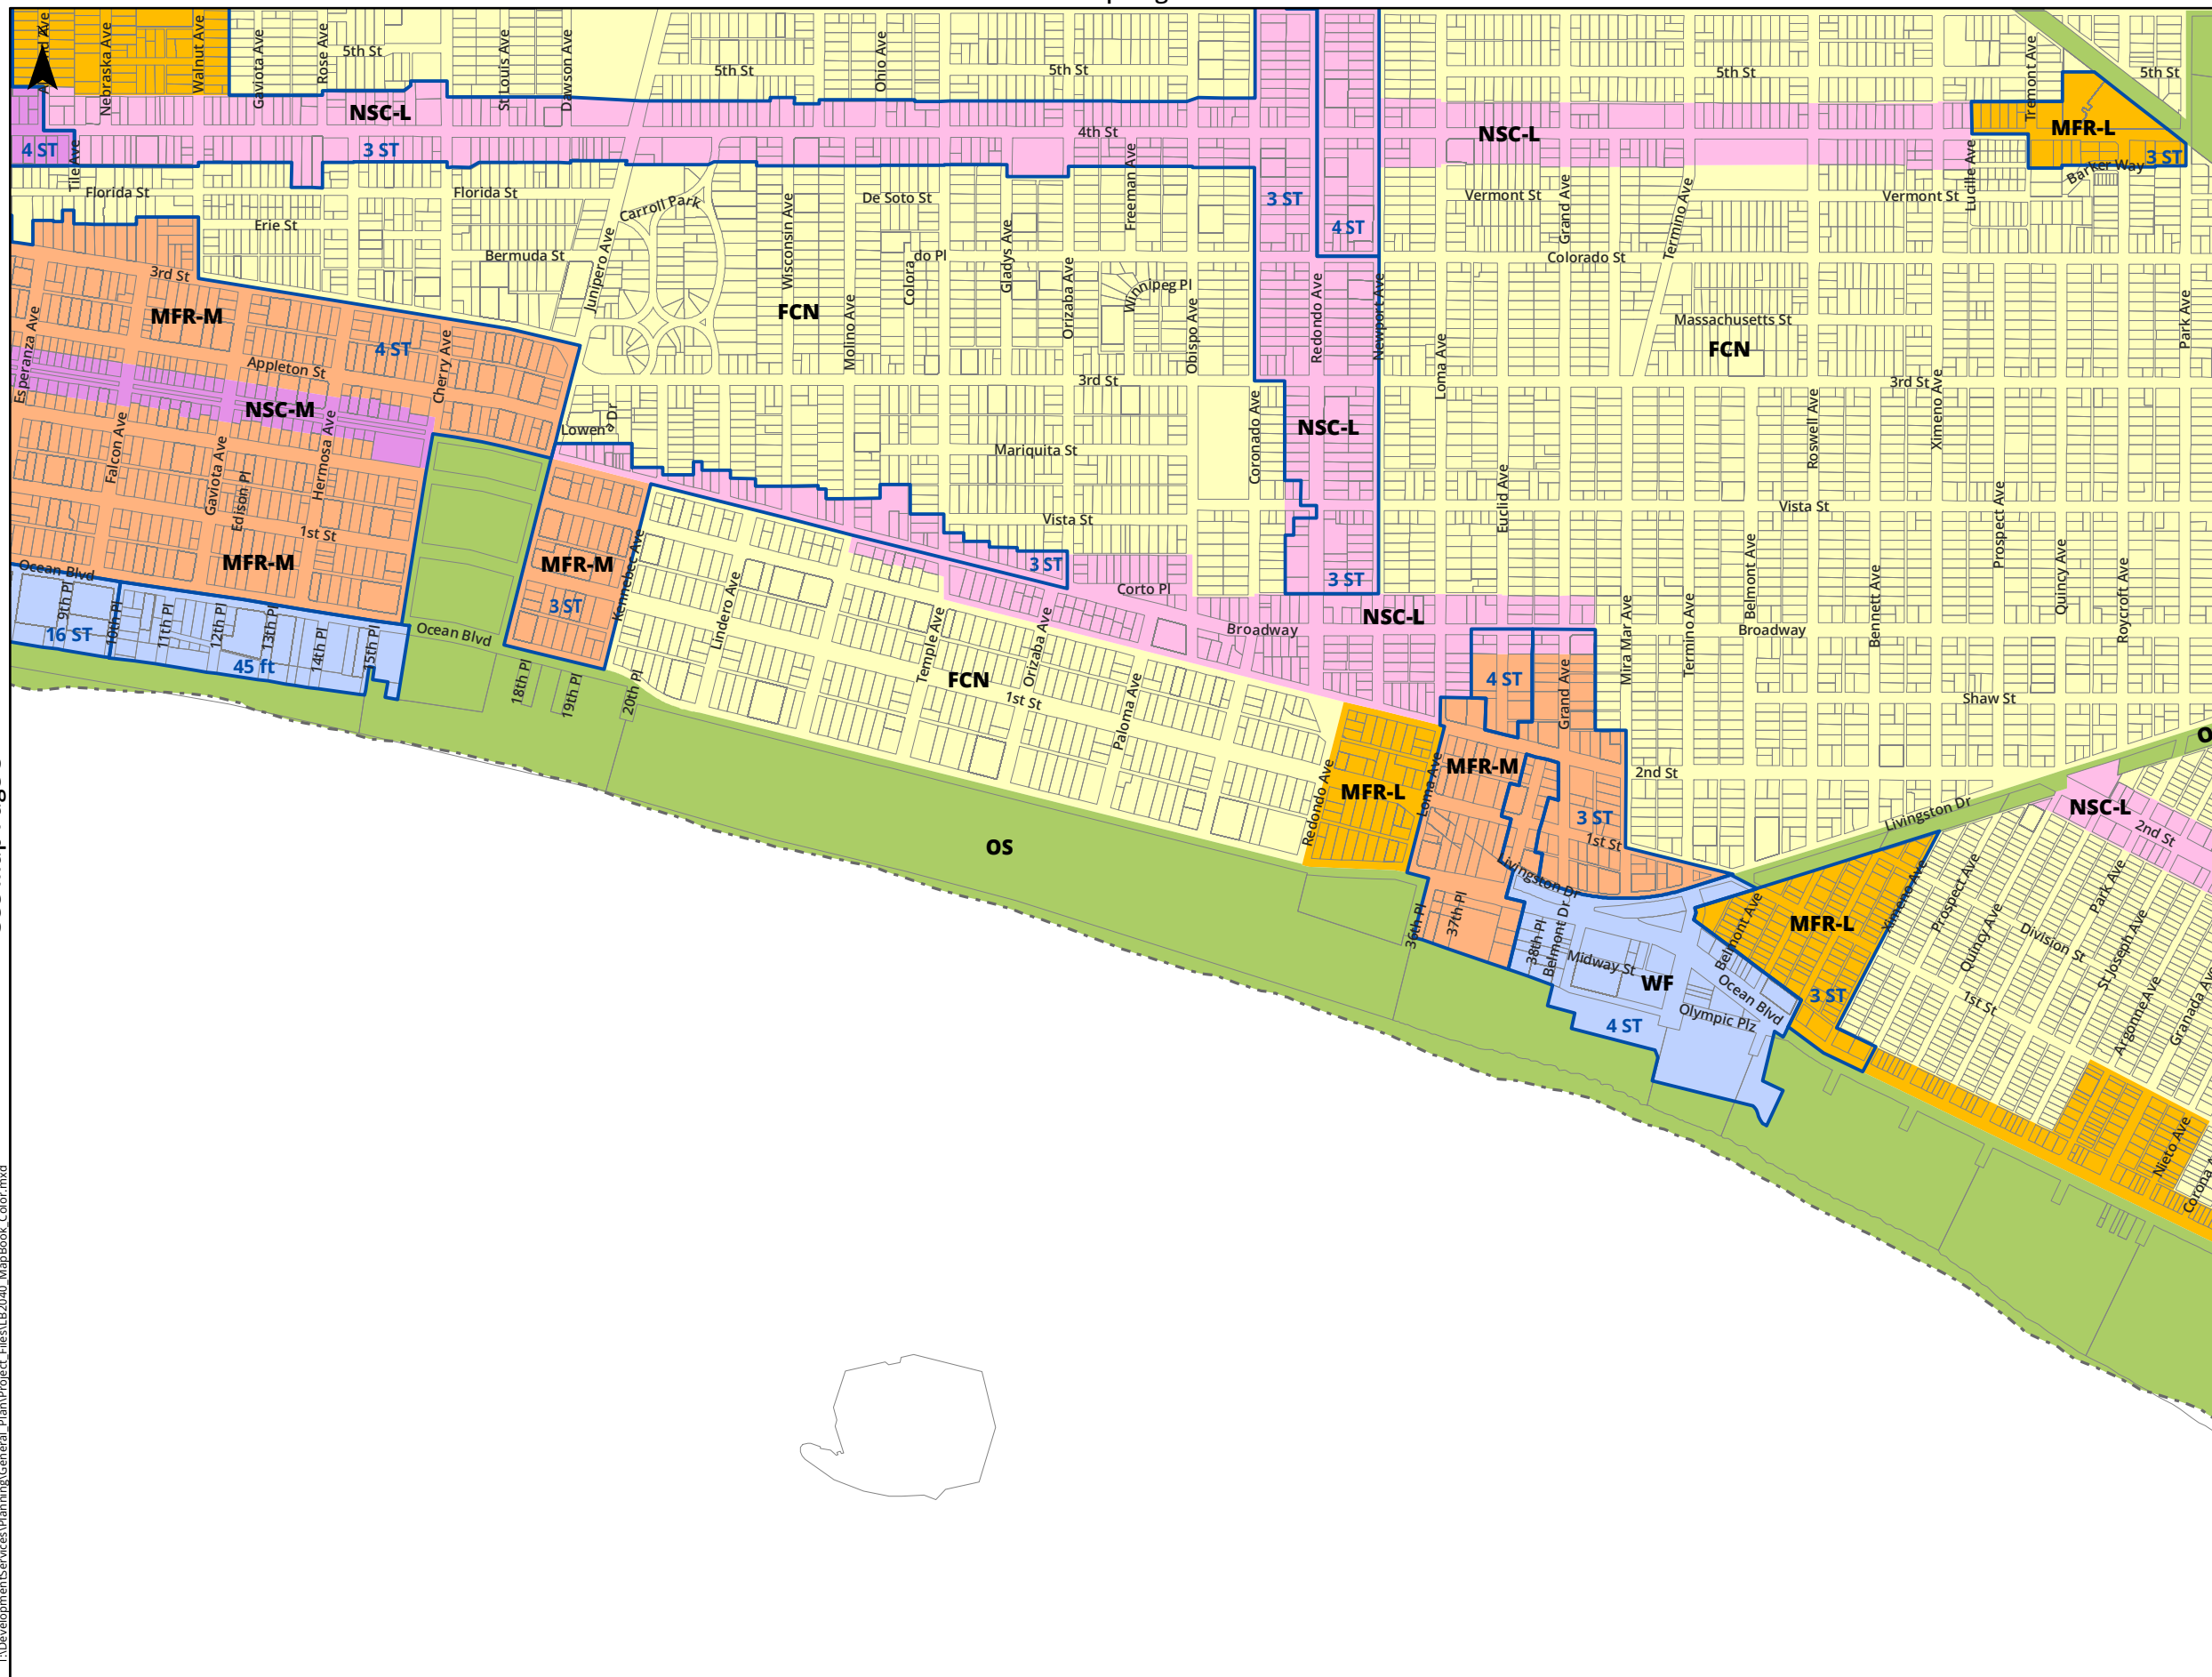 Nebraska Ave
Walnut Ave
Gaviota Ave
Rose Ave
5th St
St Louis Ave
Dawson Ave
5th St
Ohio Ave
5th St
5th St
Tremont Ave
5th St
NSC-L
4th St
NSC-L
MFR-L
3 ST
4 ST
3 ST
Tile Ave
Barker Way
Florida St
Florida St
Carroll Park
De Soto St
Freeman Ave
3 ST
4 ST
Vermont St
Grand Ave
Termino Ave
Vermont St
Lucille Ave
Erie St
Bermuda St
Juniper Ave
Wisconsin Ave
Gladys Ave
Colorado Pl
Colorado St
3rd St
MFR-M
4 ST
Cherry Ave
FCN
Molino Ave
Orizaba Ave
Winnipeg Pl
Obispo Ave
Redondo Ave
Newport Ave
Loma Ave
Massachusetts St
FCN
Park Ave
Esperanza Ave
Appleton St
NSC-M
3rd St
3rd St
Ximeno Ave
Lowena Dr
Coronado Ave
NSC-L
Roswell Ave
Falcon Ave
Gaviota Ave
Edison Pl
Hermosa Ave
Mariquita St
Euclid Ave
Prospect Ave
1st St
Vista St
Vista St
MFR-M
MFR-M
3 ST
Kennebec Ave
3 ST
3 ST
Belmont Ave
Quincy Ave
Ocean Blvd
9th Pl
10th Pl
11th Pl
12th Pl
13th Pl
14th Pl
15th Pl
16 ST
45 ft
Ocean Blvd
Lindero Ave
Temple Ave
Orizaba Ave
Corto Pl
NSC-L
Broadway
Broadway
Mira Mar Ave
Termino Ave
Bennett Ave
Roycroft Ave
18th Pl
19th Pl
20th Pl
FCN
1st St
Paloma Ave
4 ST
Grand Ave
Shaw St
Redondo Ave
MFR-L
Loma Ave
MFR-M
2nd St
3 ST
1st St
Livingston Dr
NSC-L
2nd St
OS
Livingston Dr
36th Pl
37th Pl
38th Pl
Belmont Dr
Midway St
WF
4 ST
Olympic Plz
Ocean Blvd
Belmont Ave
MFR-L
3 ST
Ximeno Ave
Prospect Ave
Quincy Ave
Park Ave
Division St
St Joseph Ave
1st St
Argonne Ave
Granada Ave
Nieto Ave
Corona
T:\DevelopmentServices\Planning\General_Plan\Project_Files\LB2040_MapBook_Color.mxd